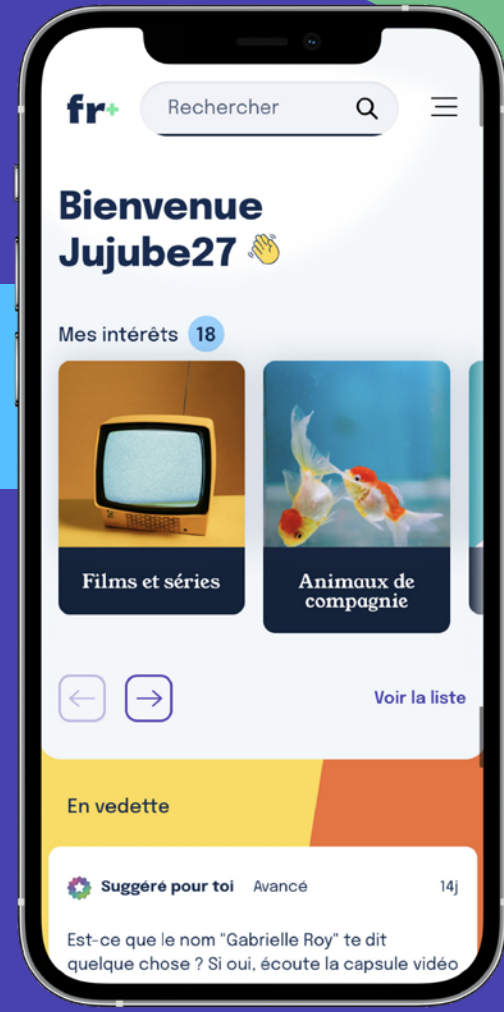 fr+
Rechercher
Bienvenue
Jujube27
Mes intérêts 18
Films et séries
Animaux de
compagnie
Voir la liste
En vedette
Suggéré pour toi Avancé 14j
Est-ce que le nom "Gabrielle Roy" te dit
quelque chose ? Si oui, écoute la capsule vidéo